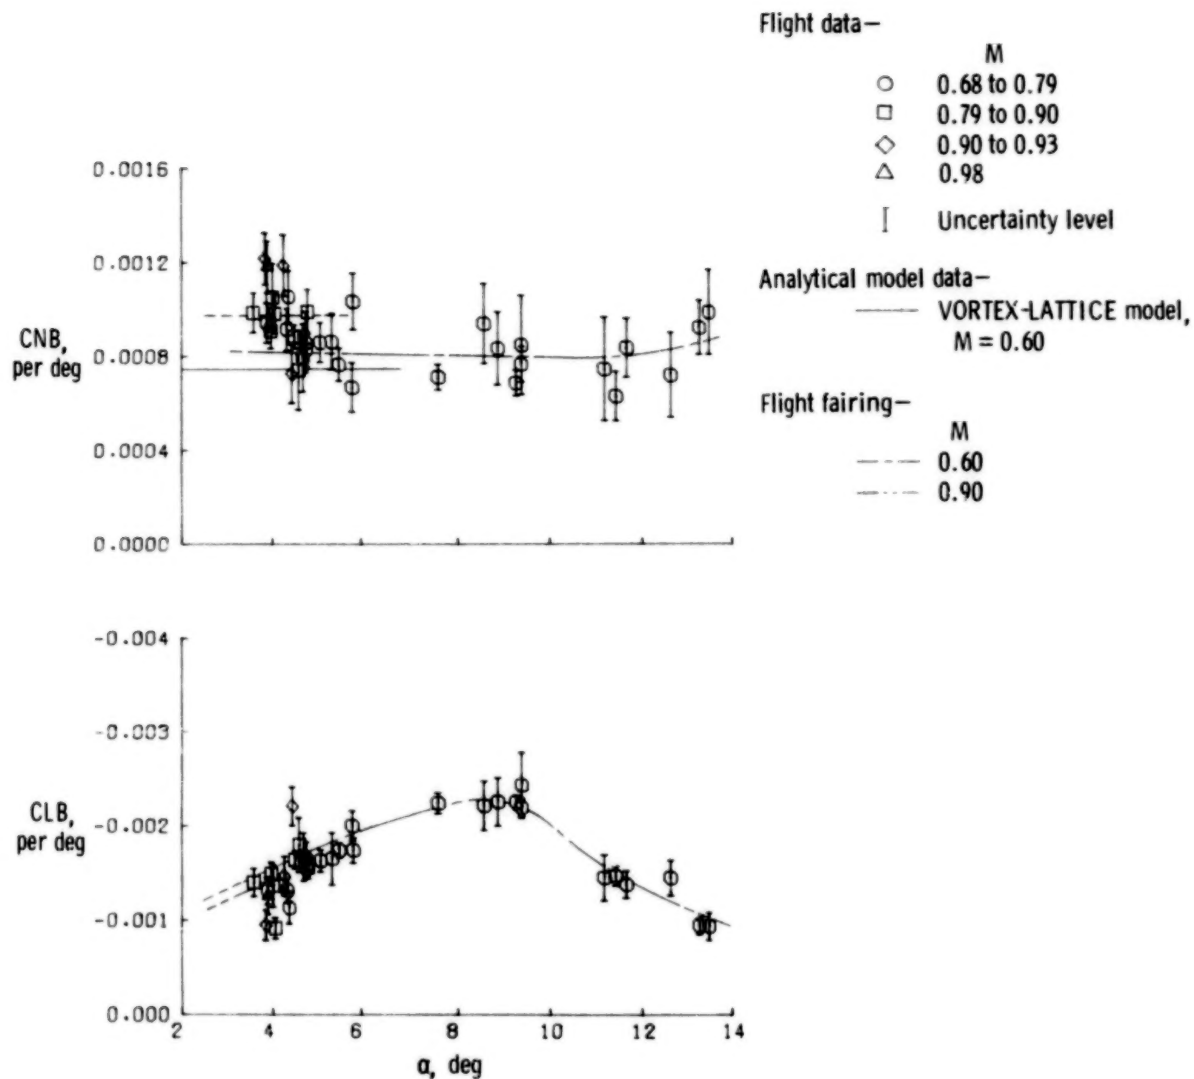 Flight data—
M
0.68 to 0.79
0.79 to 0.90
0.90 to 0.93
0.98
Uncertainty level
Analytical model data—
VORTEX-LATTICE model,
M = 0.60
Flight fairing—
M
0.60
0.90
0.0016
0.0012
CNB,
per deg
0.0008
0.0004
0.0000
-0.004
-0.003
CLB,
per deg
-0.002
-0.001
0.000
2 4 6 8 10 12 14
α, deg